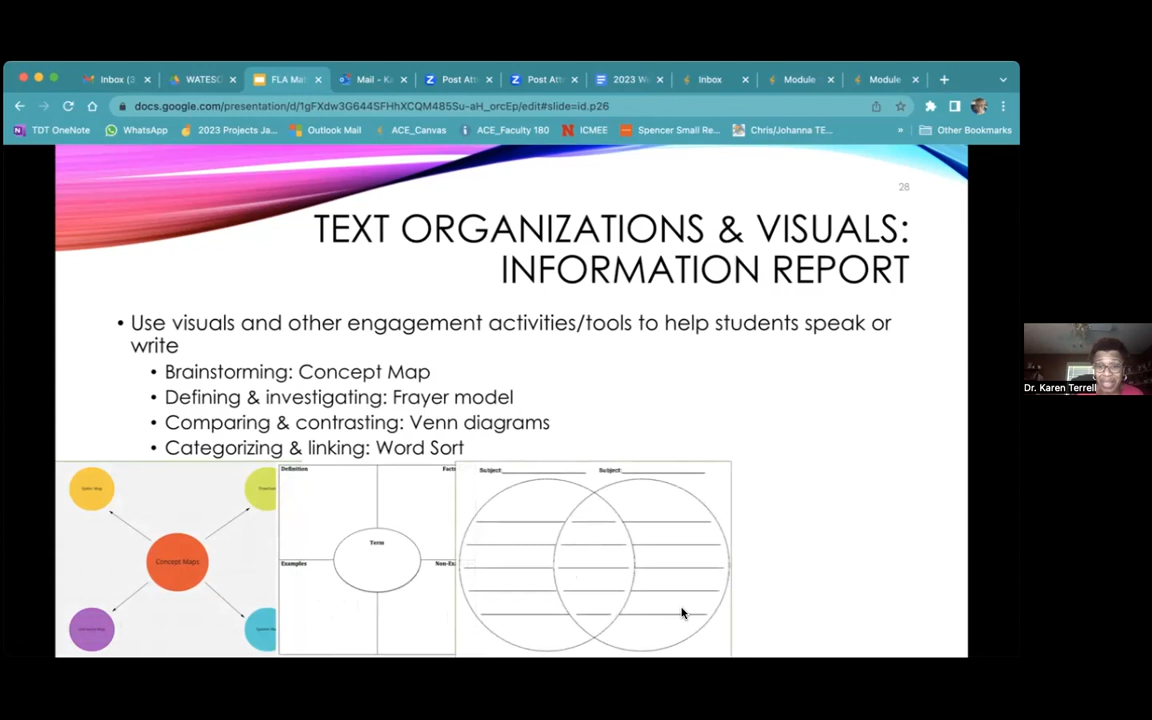 Inbox (3
WATESO
FLA Mat
Mail - Ka
Post Att
Post Att
2023 W
Inbox
Module
Module
docs.google.com/presentation/d/1gFXdw3G644SFHhXCQM485Su-aH_orcEp/edit#slide=id.p26
TDT OneNote
WhatsApp
2023 Projects Ja...
Outlook Mail
ACE_Canvas
ACE_Faculty 180
ICMEE
Spencer Small Re...
Chris/Johanna TE...
»
Other Bookmarks
28
TEXT ORGANIZATIONS & VISUALS:
INFORMATION REPORT
• Use visuals and other engagement activities/tools to help students speak or
write
• Brainstorming: Concept Map
• Defining & investigating: Frayer model
• Comparing & contrasting: Venn diagrams
• Categorizing & linking: Word Sort
Concept Maps
Definition
Facts
Term
Examples
Non-Ex
Subject:
Subject:
Dr. Karen Terrell